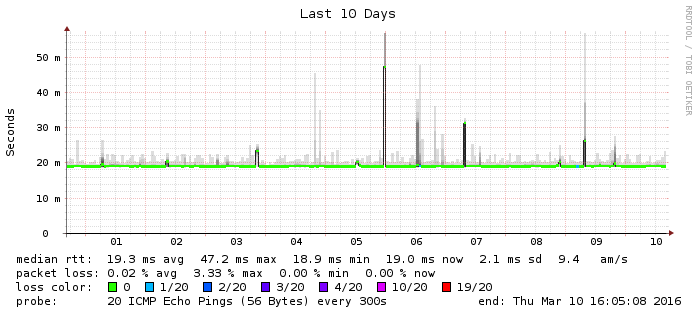 Last 10 Days
RRDTOOL / TOBI OETIKER
Seconds
50 m
40 m
30 m
20 m
10 m
0
01 02 03 04 05 06 07 08 09 10
median rtt: 19.3 ms avg 47.2 ms max 18.9 ms min 19.0 ms now 2.1 ms sd 9.4 am/s
packet loss: 0.02 % avg 3.33 % max 0.00 % min 0.00 % now
loss color: 0 1/20 2/20 3/20 4/20 10/20 19/20
probe: 20 ICMP Echo Pings (56 Bytes) every 300s end: Thu Mar 10 16:05:08 2016